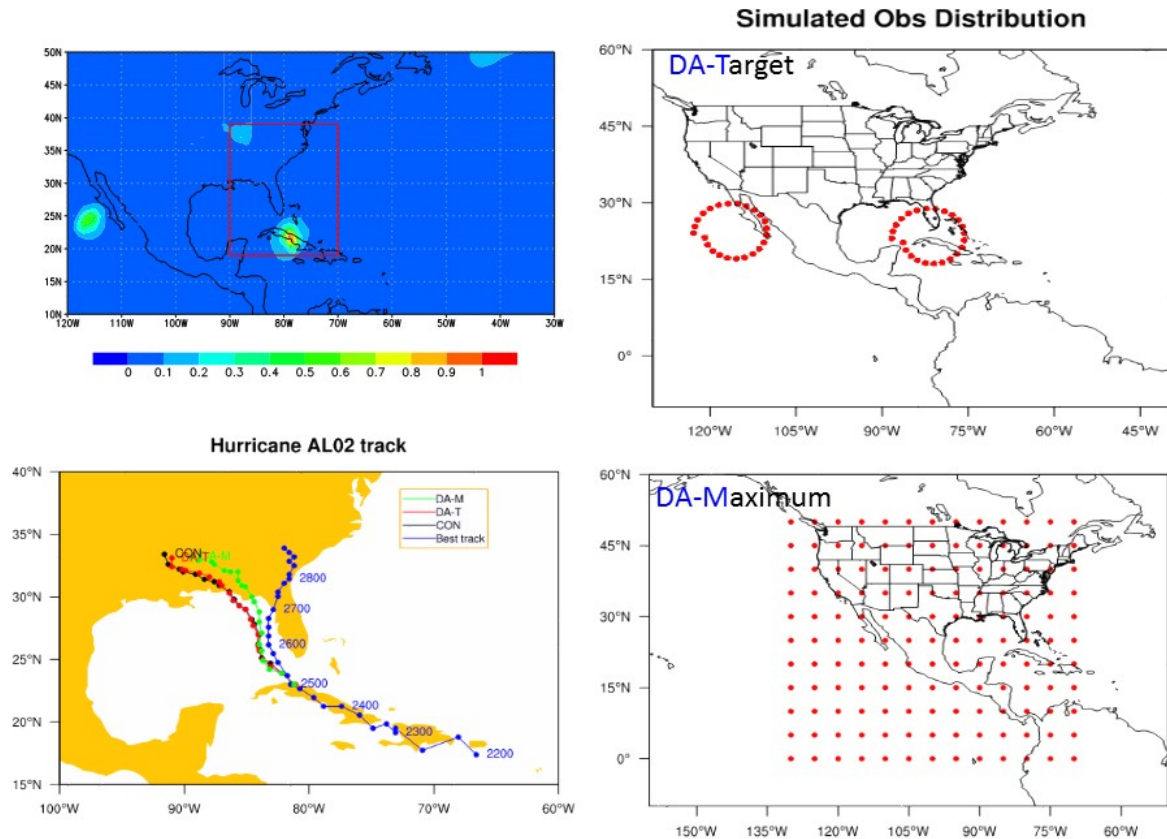 Simulated Obs Distribution
50N
45N
40N
35N
30N
25N
20N
15N
10N
120W 110W 100W 90W 80W 70W 60W 50W 40W 30W
0 0.1 0.2 0.3 0.4 0.5 0.6 0.7 0.8 0.9 1
DA-Target
60°N
45°N
30°N
15°N
0°
120°W 105°W 90°W 75°W 60°W 45°W
Hurricane AL02 track
40°N
35°N
30°N
25°N
20°N
15°N
DA-M
DA-T
CON
Best track
CON
DA-T
DA-M
2800
2700
2600
2500
2400
2300
2200
100°W 90°W 80°W 70°W 60°W
DA-Maximum
60°N
45°N
30°N
15°N
0°
150°W 135°W 120°W 105°W 90°W 75°W 60°W